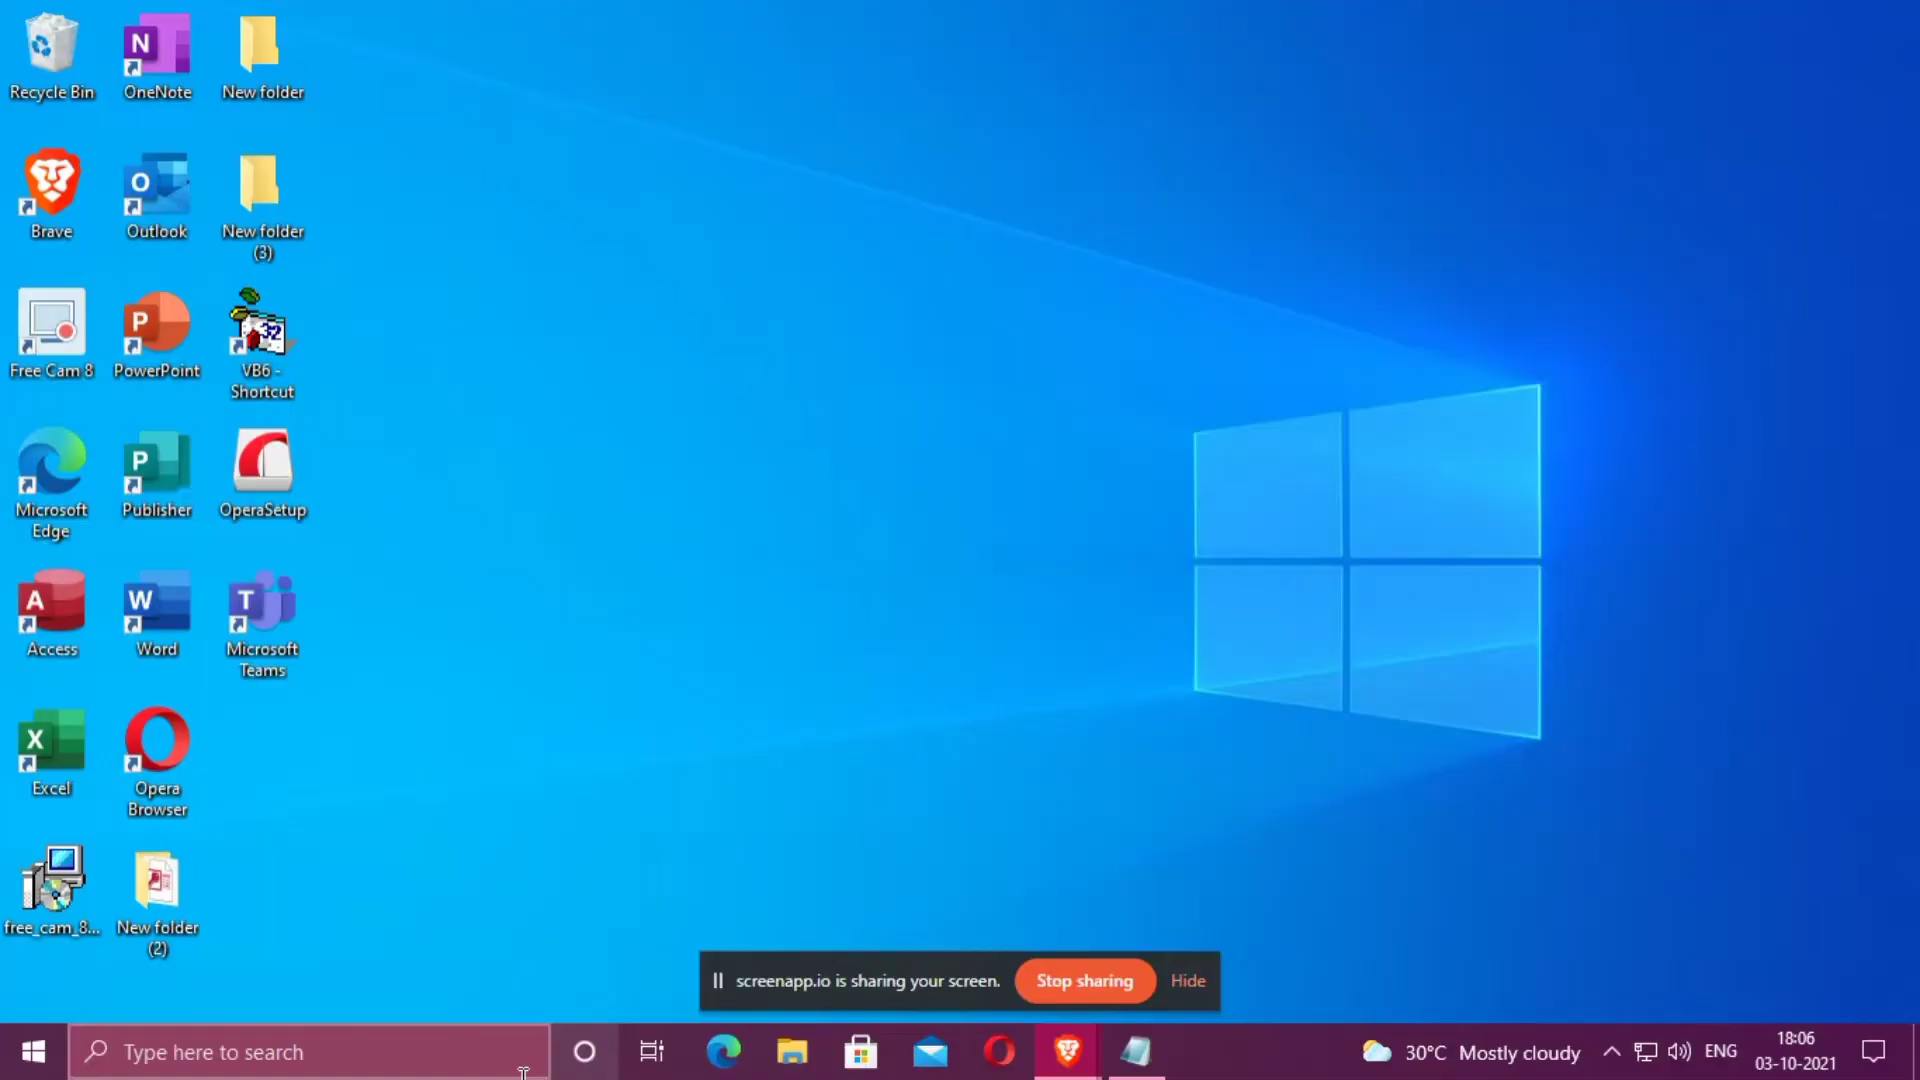 Recycle Bin
OneNote
New folder
Brave
Outlook
New folder
(3)
Free Cam 8
PowerPoint
VB6 -
Shortcut
Microsoft
Edge
Publisher
OperaSetup
Access
Word
Microsoft
Teams
Excel
Opera
Browser
free_cam_8...
New folder
(2)
screenapp.io is sharing your screen.
Stop sharing
Hide
Type here to search
30°C Mostly cloudy
ENG
18:06
03-10-2021